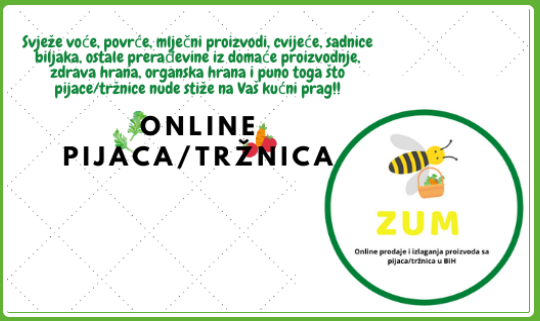 Svježe voće, povrće, mlječni proizvodi, cvijeće, sadnice
biljaka, ostale prerađevine iz domaće proizvodnje,
zdrava hrana, organska hrana i puno toga što
pijace/tržnice nude stiže na Vaš kućni prag!!
ONLINE
PIJACA/TRŽNICA
ZUM
Online prodaje i izlaganja proizvoda sa
pijaca/tržnica u BiH